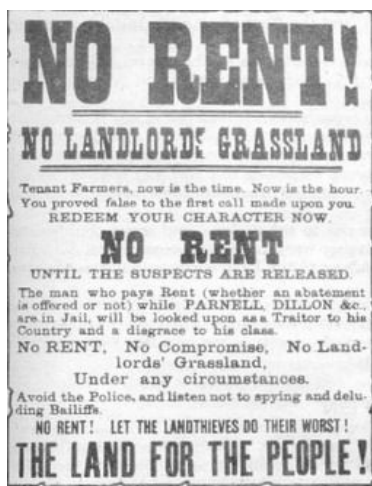 NO RENT!
NO LANDLORDS GRASSLAND
Tenant Farmers, now is the time. Now is the hour.
You proved false to the first call made upon you.
REDEEM YOUR CHARACTER NOW.
NO RENT
UNTIL THE SUSPECTS ARE RELEASED.
The man who pays Rent (whether an abatement
is offered or not) while PARNELL, DILLON &c.,
are in Jail, will be looked upon as a Traitor to his
Country and a disgrace to his class.
No RENT, No Compromise, No Land-
lords' Grassland,
Under any circumstances.
Avoid the Police, and listen not to spying and delu-
ding Bailiffs.
NO RENT! LET THE LANDTHIEVES DO THEIR WORST!
THE LAND FOR THE PEOPLE!